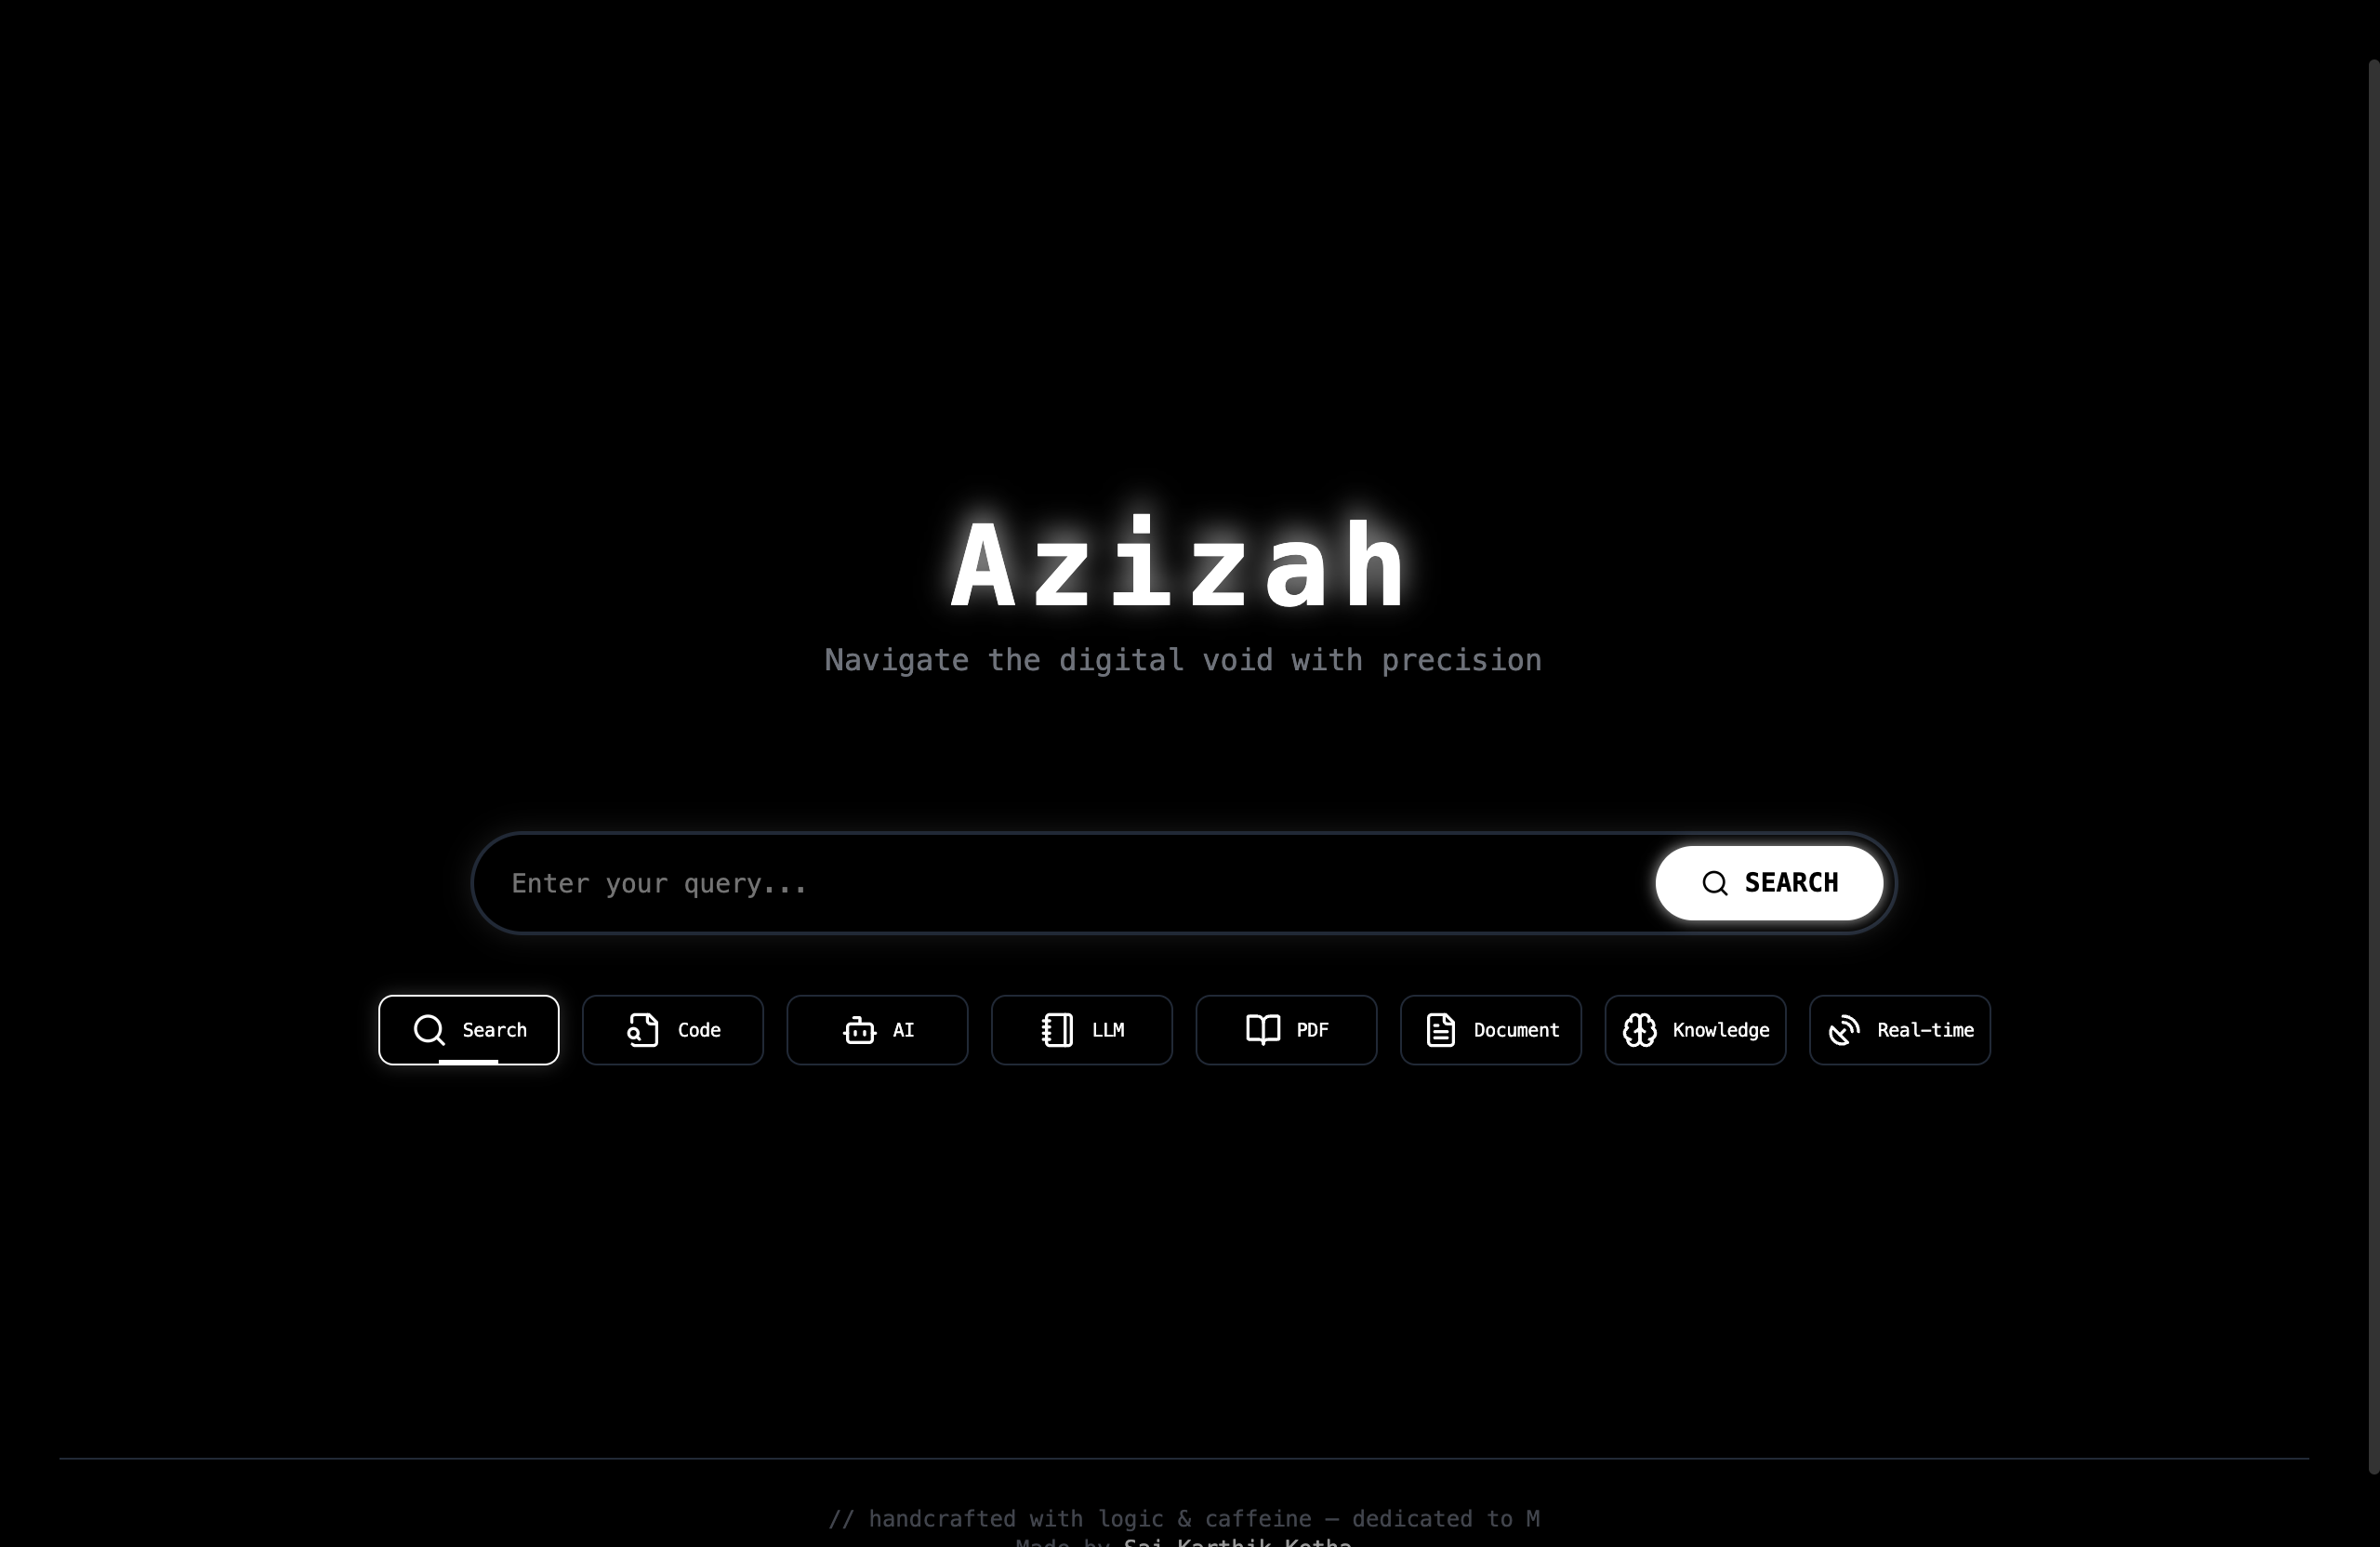 Azizah
Navigate the digital void with precision
Enter your query...
SEARCH
Search
Code
AI
LLM
PDF
Document
Knowledge
Real-time
// handcrafted with logic & caffeine — dedicated to M
Made by Sai Karthik Kotha